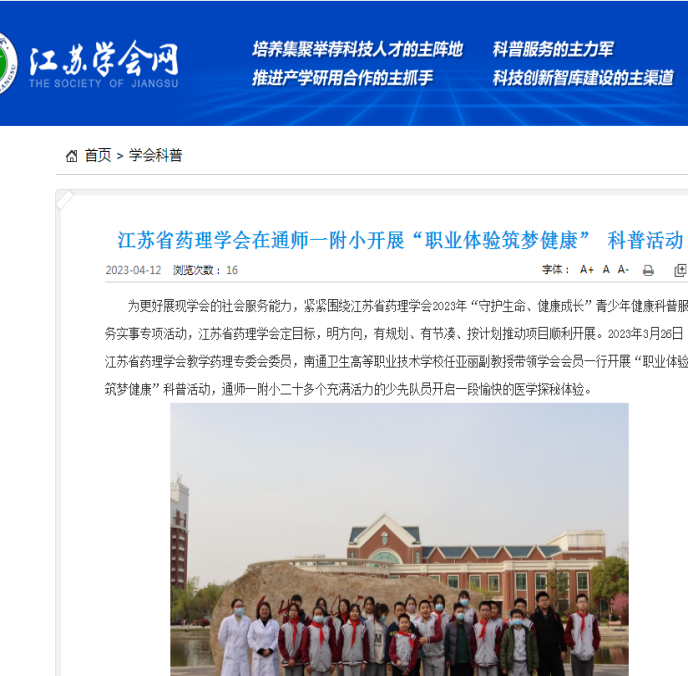 江苏学会网
THE SOCIETY OF JIANGSU
培养集聚举荐科技人才的主阵地 科普服务的主力军
推进产学研用合作的主抓手 科技创新智库建设的主渠道
首页 > 学会科普
江苏省药理学会在通师一附小开展“职业体验筑梦健康” 科普活动
2023-04-12 浏览次数：16 字体： A+ A A-
为更好展现学会的社会服务能力，紧紧围绕江苏省药理学会2023年“守护生命、健康成长”青少年健康科普服
务实事专项活动，江苏省药理学会定目标，明方向，有规划、有节凑、按计划推动项目顺利开展。2023年3月26日
江苏省药理学会教学药理专委会委员，南通卫生高等职业技术学校任亚丽副教授带领学会会员一行开展“职业体验
筑梦健康”科普活动，通师一附小二十多个充满活力的少先队员开启一段愉快的医学探秘体验。